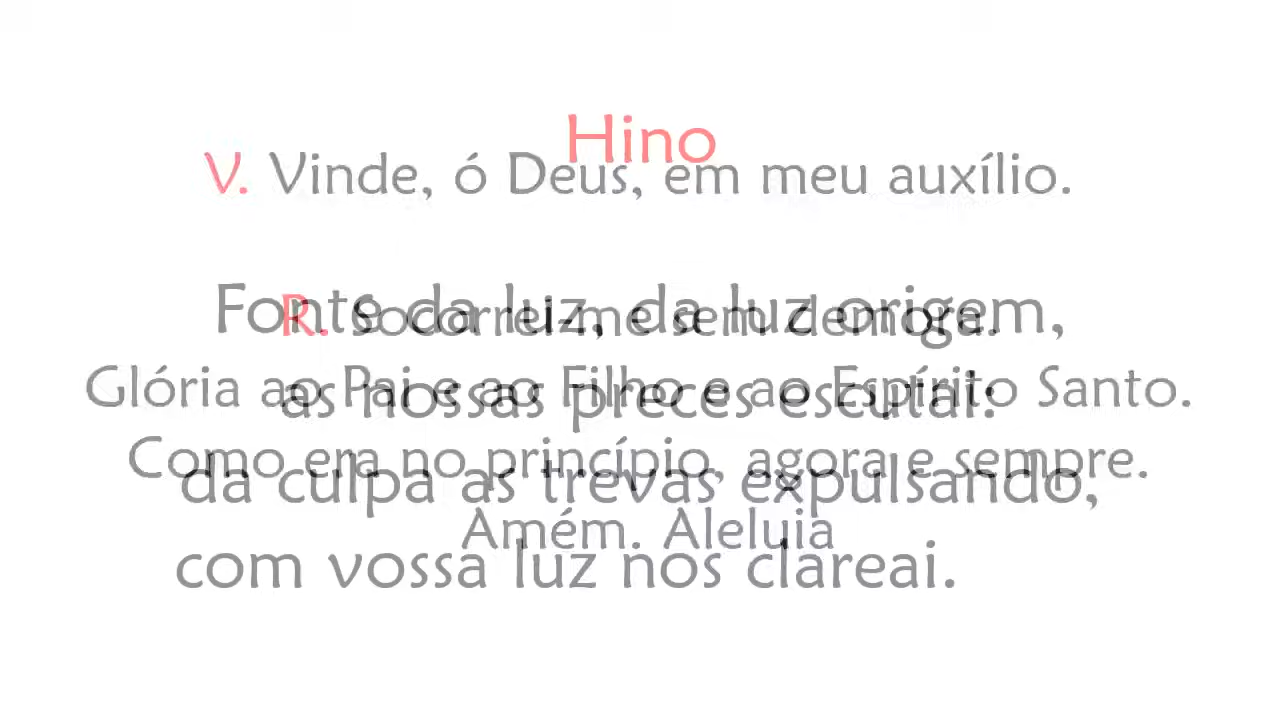 V. Vinde, ó Deus, em meu auxílio.
R. Socorrei-me sem demora.
Glória ao Pai e ao Filho e ao Espírito Santo.
Como era no princípio, agora e sempre.
Amém. Aleluia
Hino
Fonte da luz, da luz origem,
as nossas preces escutai:
da culpa as trevas expulsando,
com vossa luz nos clareai.